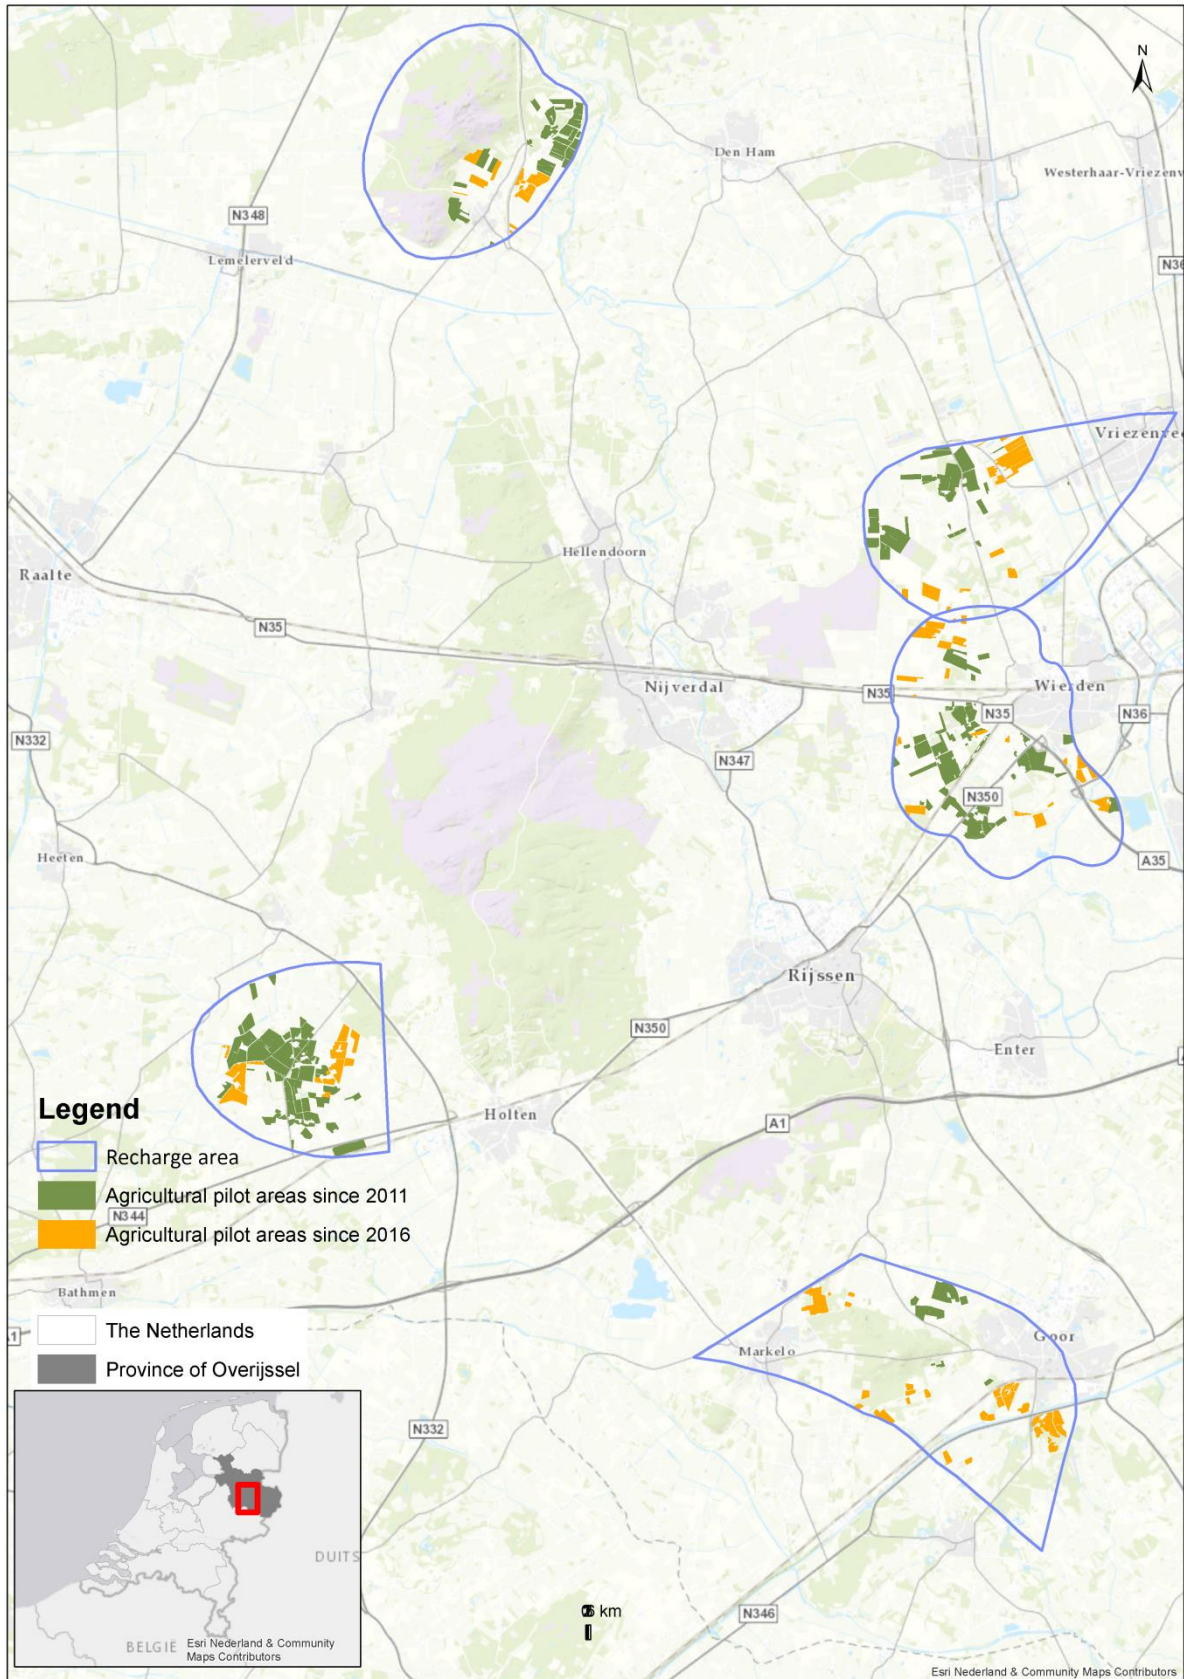 N
Den Ham
Westerhaar-Vriezenv
N348
Lemelerveld
N36
Vriezenvee
Hellendoorn
Raalte
N35
Nijverdal
N35
Wierden
N35
N36
N332
N347
N350
Heeten
A35
Rijssen
N350
Enter
Holten
A1
Legend
Recharge area
Agricultural pilot areas since 2011
N344
Agricultural pilot areas since 2016
Bathmen
A1
The Netherlands
Goor
Markelo
Province of Overijssel
N332
DUITS
km
N346
BELGIË
Esri Nederland & Community
Maps Contributors
Esri Nederland & Community Maps Contributors